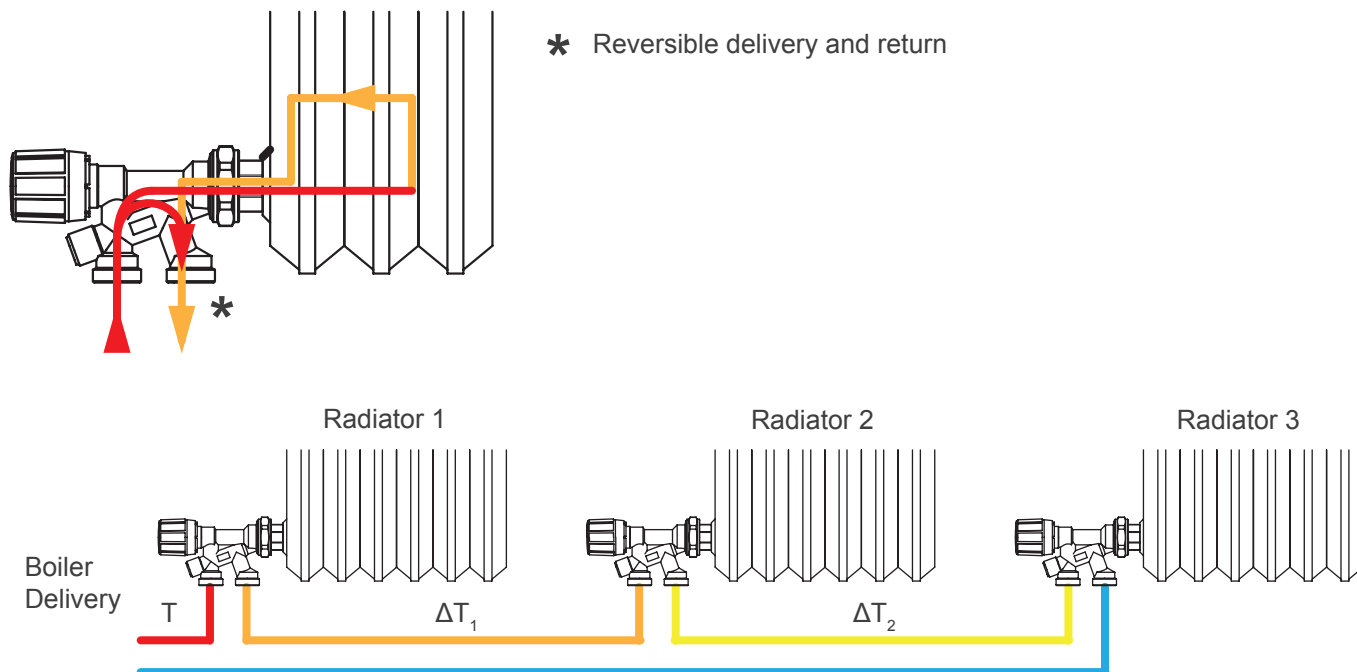 * Reversible delivery and return
*
Radiator 1
Radiator 2
Radiator 3
Boiler
Delivery
T
ΔT₁
ΔT₂